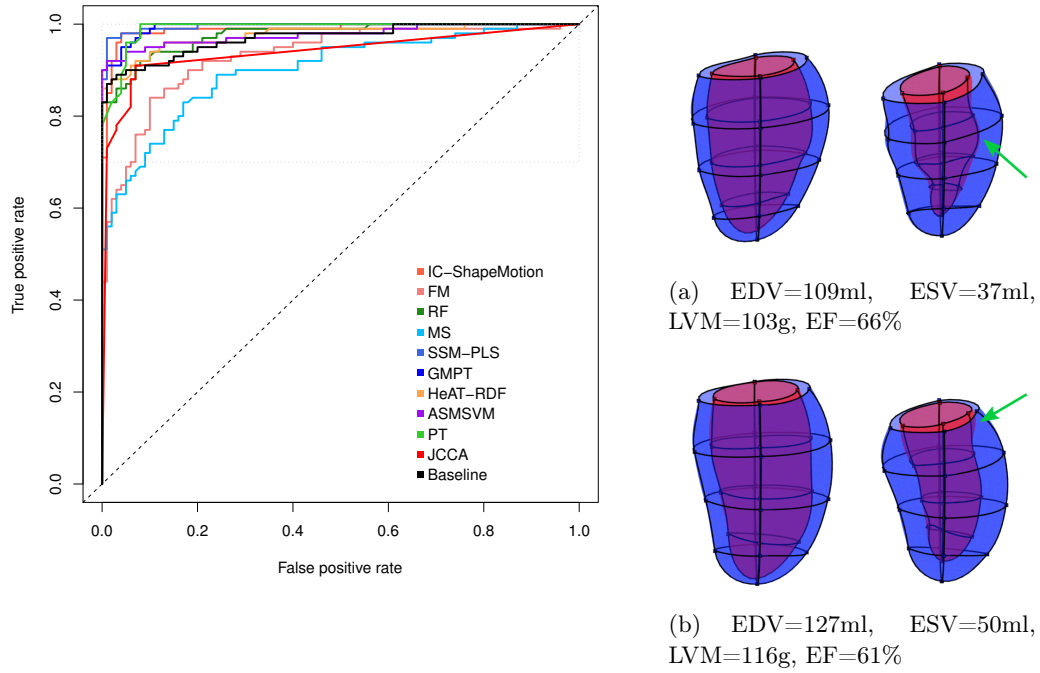 1.0
0.8
0.6
0.4
0.2
0.0
True positive rate
0.0 0.2 0.4 0.6 0.8 1.0
False positive rate
IC−ShapeMotion
FM
RF
MS
SSM−PLS
GMPT
HeAT−RDF
ASMSVM
PT
JCCA
Baseline
(a) EDV=109ml, ESV=37ml,
LVM=103g, EF=66%
(b) EDV=127ml, ESV=50ml,
LVM=116g, EF=61%